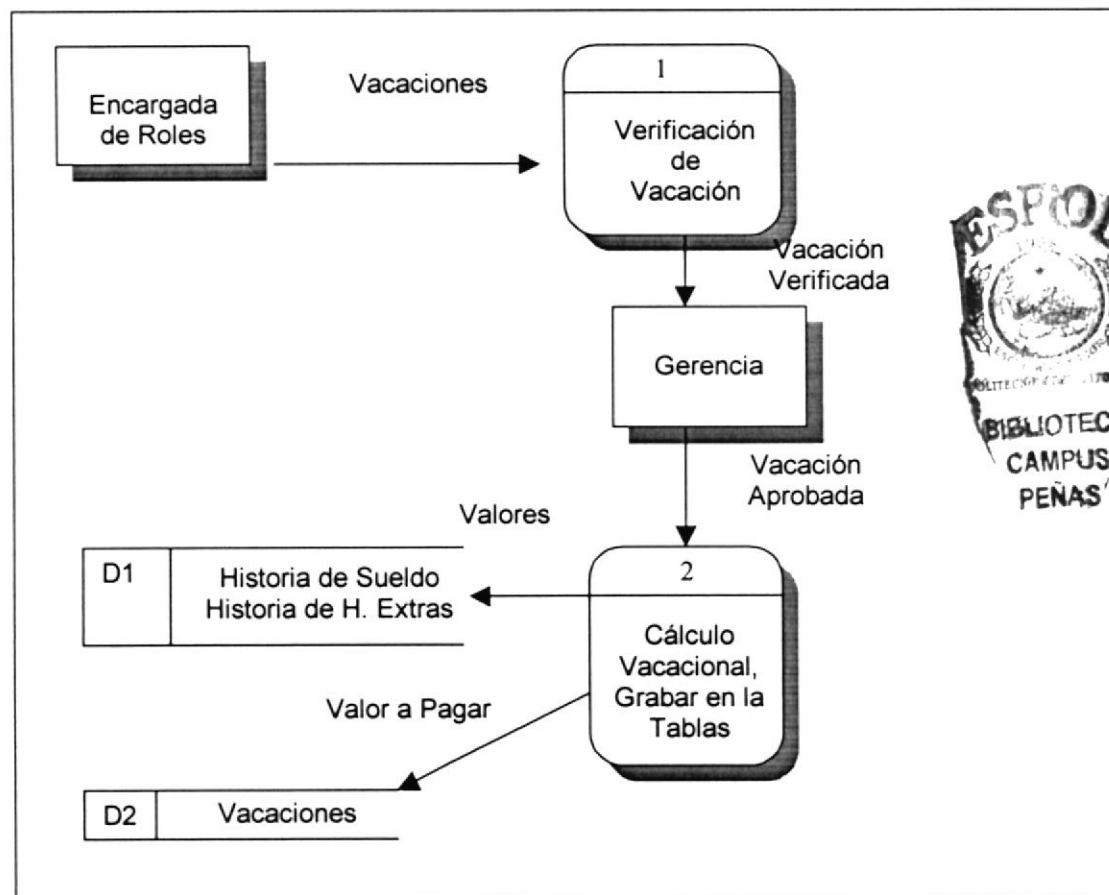 Encargada
de Roles
Vacaciones
1
Verificación
de
Vacación
Vacación
Verificada
ESPOL
Gerencia
BIBLIOTEC
CAMPUS
PEÑAS
Vacación
Aprobada
Valores
D1
Historia de Sueldo
Historia de H. Extras
2
Cálculo
Vacacional,
Grabar en la
Tablas
Valor a Pagar
D2
Vacaciones